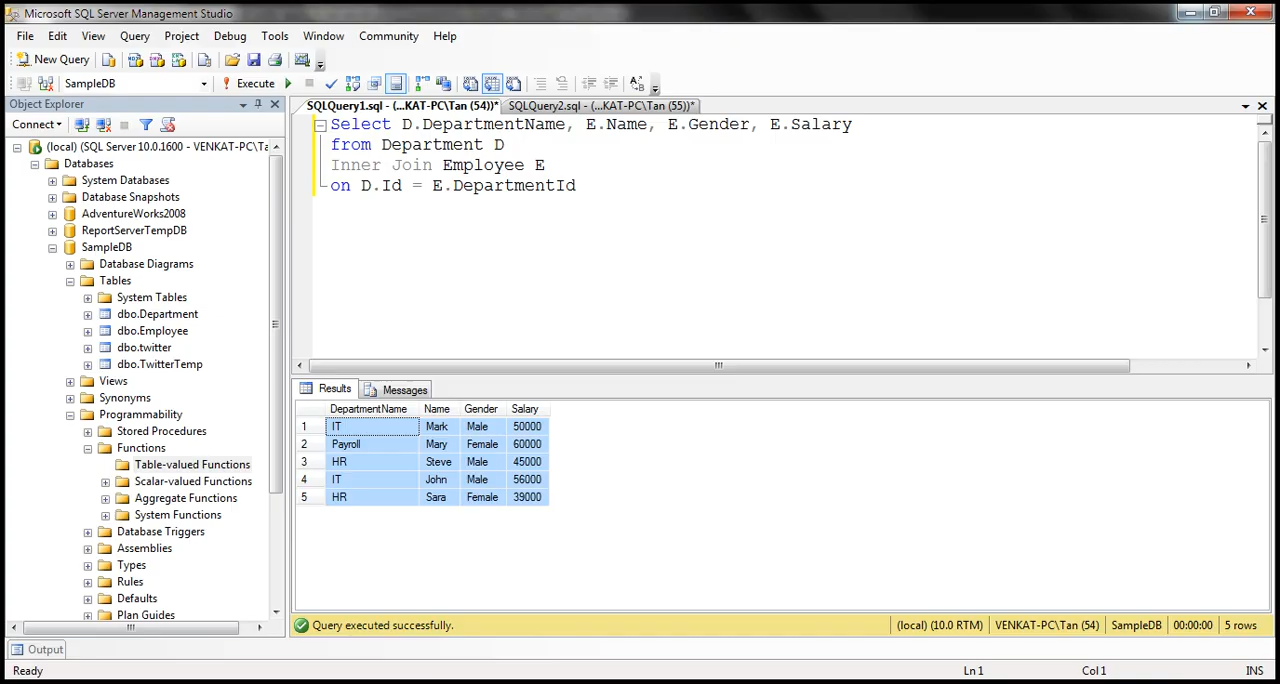 Microsoft SQL Server Management Studio
File Edit View Query Project Debug Tools Window Community Help
New Query
SampleDB Execute
Object Explorer
SQLQuery1.sql - (...KAT-PC\Tan (54))* SQLQuery2.sql - (...KAT-PC\Tan (55))*
Connect
(local) (SQL Server 10.0.1600 - VENKAT-PC\Ta
Databases
System Databases
Database Snapshots
AdventureWorks2008
ReportServerTempDB
SampleDB
Database Diagrams
Tables
System Tables
dbo.Department
dbo.Employee
dbo.twitter
dbo.TwitterTemp
Views
Synonyms
Programmability
Stored Procedures
Functions
Table-valued Functions
Scalar-valued Functions
Aggregate Functions
System Functions
Database Triggers
Assemblies
Types
Rules
Defaults
Plan Guides
Select D.DepartmentName, E.Name, E.Gender, E.Salary
from Department D
Inner Join Employee E
on D.Id = E.DepartmentId
Results Messages
DepartmentName Name Gender Salary
1 IT Mark Male 50000
2 Payroll Mary Female 60000
3 HR Steve Male 45000
4 IT John Male 56000
5 HR Sara Female 39000
Query executed successfully. (local) (10.0 RTM) VENKAT-PC\Tan (54) SampleDB 00:00:00 5 rows
Output
Ready Ln 1 Col 1 INS